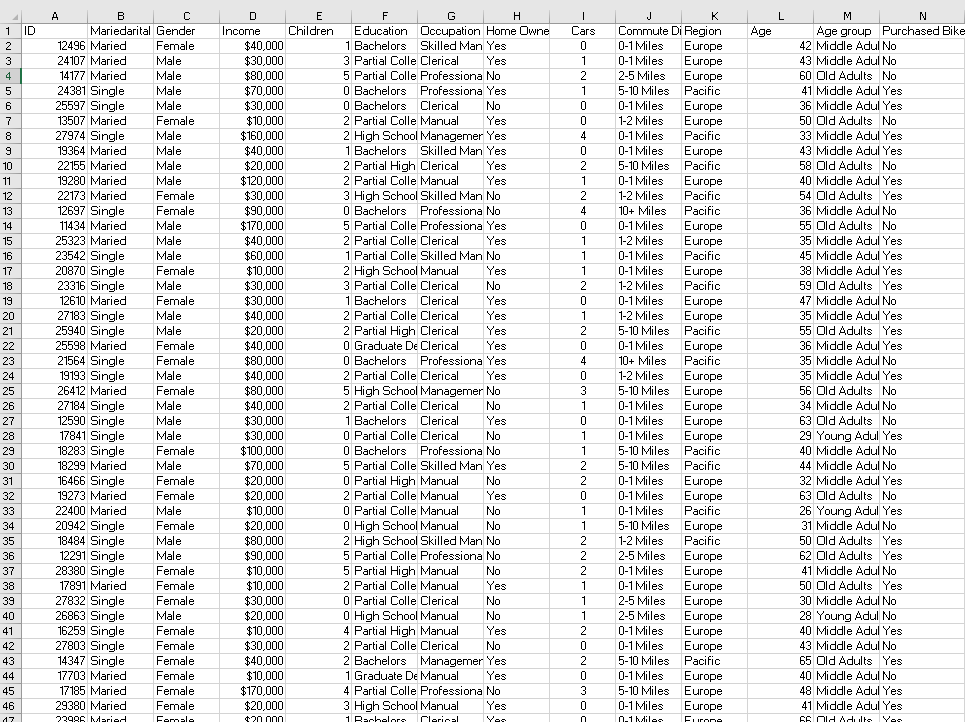 A B C D E F G H I J K L M N
1 ID Mariedarital Gender Income Children Education Occupation Home Owne Cars Commute Di Region Age Age group Purchased Bike
2 12496 Maried Female $40,000 1 Bachelors Skilled Man Yes 0 0-1 Miles Europe 42 Middle Adul No
3 24107 Maried Male $30,000 3 Partial Colle Clerical Yes 1 0-1 Miles Europe 43 Middle Adul No
4 14177 Maried Male $80,000 5 Partial Colle Professiona No 2 2-5 Miles Europe 60 Old Adults No
5 24381 Single Male $70,000 0 Bachelors Professiona Yes 1 5-10 Miles Pacific 41 Middle Adul Yes
6 25597 Single Male $30,000 0 Bachelors Clerical No 0 0-1 Miles Europe 36 Middle Adul Yes
7 13507 Maried Female $10,000 2 Partial Colle Manual Yes 0 1-2 Miles Europe 50 Old Adults No
8 27974 Single Male $160,000 2 High School Managemer Yes 4 0-1 Miles Pacific 33 Middle Adul Yes
9 19364 Maried Male $40,000 1 Bachelors Skilled Man Yes 0 0-1 Miles Europe 43 Middle Adul Yes
10 22155 Maried Male $20,000 2 Partial High Clerical Yes 2 5-10 Miles Pacific 58 Old Adults No
11 19280 Maried Male $120,000 2 Partial Colle Manual Yes 1 0-1 Miles Europe 40 Middle Adul Yes
12 22173 Maried Female $30,000 3 High School Skilled Man No 2 1-2 Miles Pacific 54 Old Adults Yes
13 12697 Single Female $90,000 0 Bachelors Professiona No 4 10+ Miles Pacific 36 Middle Adul No
14 11434 Maried Male $170,000 5 Partial Colle Professiona Yes 0 0-1 Miles Europe 55 Old Adults No
15 25323 Maried Male $40,000 2 Partial Colle Clerical Yes 1 1-2 Miles Europe 35 Middle Adul Yes
16 23542 Single Male $60,000 1 Partial Colle Skilled Man No 1 0-1 Miles Pacific 45 Middle Adul Yes
17 20870 Single Female $10,000 2 High School Manual Yes 1 0-1 Miles Europe 38 Middle Adul Yes
18 23316 Single Male $30,000 3 Partial Colle Clerical No 2 1-2 Miles Pacific 59 Old Adults Yes
19 12610 Maried Female $30,000 1 Bachelors Clerical Yes 0 0-1 Miles Europe 47 Middle Adul No
20 27183 Single Male $40,000 2 Partial Colle Clerical Yes 1 1-2 Miles Europe 35 Middle Adul Yes
21 25940 Single Male $20,000 2 Partial High Clerical Yes 2 5-10 Miles Pacific 55 Old Adults Yes
22 25598 Maried Female $40,000 0 Graduate De Clerical Yes 0 0-1 Miles Europe 36 Middle Adul Yes
23 21564 Single Female $80,000 0 Bachelors Professiona Yes 4 10+ Miles Pacific 35 Middle Adul No
24 19193 Single Male $40,000 2 Partial Colle Clerical Yes 0 1-2 Miles Europe 35 Middle Adul Yes
25 26412 Maried Female $80,000 5 High School Managemer No 3 5-10 Miles Europe 56 Old Adults No
26 27184 Single Male $40,000 2 Partial Colle Clerical No 1 0-1 Miles Europe 34 Middle Adul No
27 12590 Single Male $30,000 1 Bachelors Clerical Yes 0 0-1 Miles Europe 63 Old Adults No
28 17841 Single Male $30,000 0 Partial Colle Clerical No 1 0-1 Miles Europe 29 Young Adul Yes
29 18283 Single Female $100,000 0 Bachelors Professiona No 1 5-10 Miles Pacific 40 Middle Adul No
30 18299 Maried Male $70,000 5 Partial Colle Skilled Man Yes 2 5-10 Miles Pacific 44 Middle Adul No
31 16466 Single Female $20,000 0 Partial High Manual No 2 0-1 Miles Europe 32 Middle Adul Yes
32 19273 Maried Female $20,000 2 Partial Colle Manual Yes 0 0-1 Miles Europe 63 Old Adults No
33 22400 Maried Male $10,000 0 Partial Colle Manual No 1 0-1 Miles Pacific 26 Young Adul Yes
34 20942 Single Female $20,000 0 High School Manual No 1 5-10 Miles Europe 31 Middle Adul No
35 18484 Single Female $80,000 2 High School Skilled Man No 2 1-2 Miles Pacific 50 Old Adults Yes
36 12291 Single Male $90,000 5 Partial Colle Professiona No 2 2-5 Miles Europe 62 Old Adults Yes
37 28380 Single Female $10,000 5 Partial High Manual No 2 0-1 Miles Europe 41 Middle Adul No
38 17891 Maried Female $10,000 2 Partial Colle Manual Yes 1 0-1 Miles Europe 50 Old Adults Yes
39 27832 Single Female $30,000 0 Partial Colle Clerical No 1 2-5 Miles Europe 30 Middle Adul No
40 26863 Single Male $20,000 0 High School Manual No 1 2-5 Miles Europe 28 Young Adul No
41 16259 Single Female $10,000 4 Partial High Manual Yes 2 0-1 Miles Europe 40 Middle Adul Yes
42 27803 Single Female $30,000 2 Partial Colle Clerical No 0 0-1 Miles Europe 43 Middle Adul No
43 14347 Single Female $40,000 2 Bachelors Managemer Yes 2 5-10 Miles Pacific 65 Old Adults Yes
44 17703 Maried Female $10,000 1 Graduate De Manual Yes 0 0-1 Miles Europe 40 Middle Adul No
45 17185 Maried Female $170,000 4 Partial Colle Professiona No 3 5-10 Miles Europe 48 Middle Adul Yes
46 29380 Maried Female $20,000 3 High School Manual Yes 0 0-1 Miles Europe 41 Middle Adul Yes
47 23986 Maried Female $20,000 1 Bachelors Clerical Yes 0 0-1 Miles Europe 66 Old Adults Yes